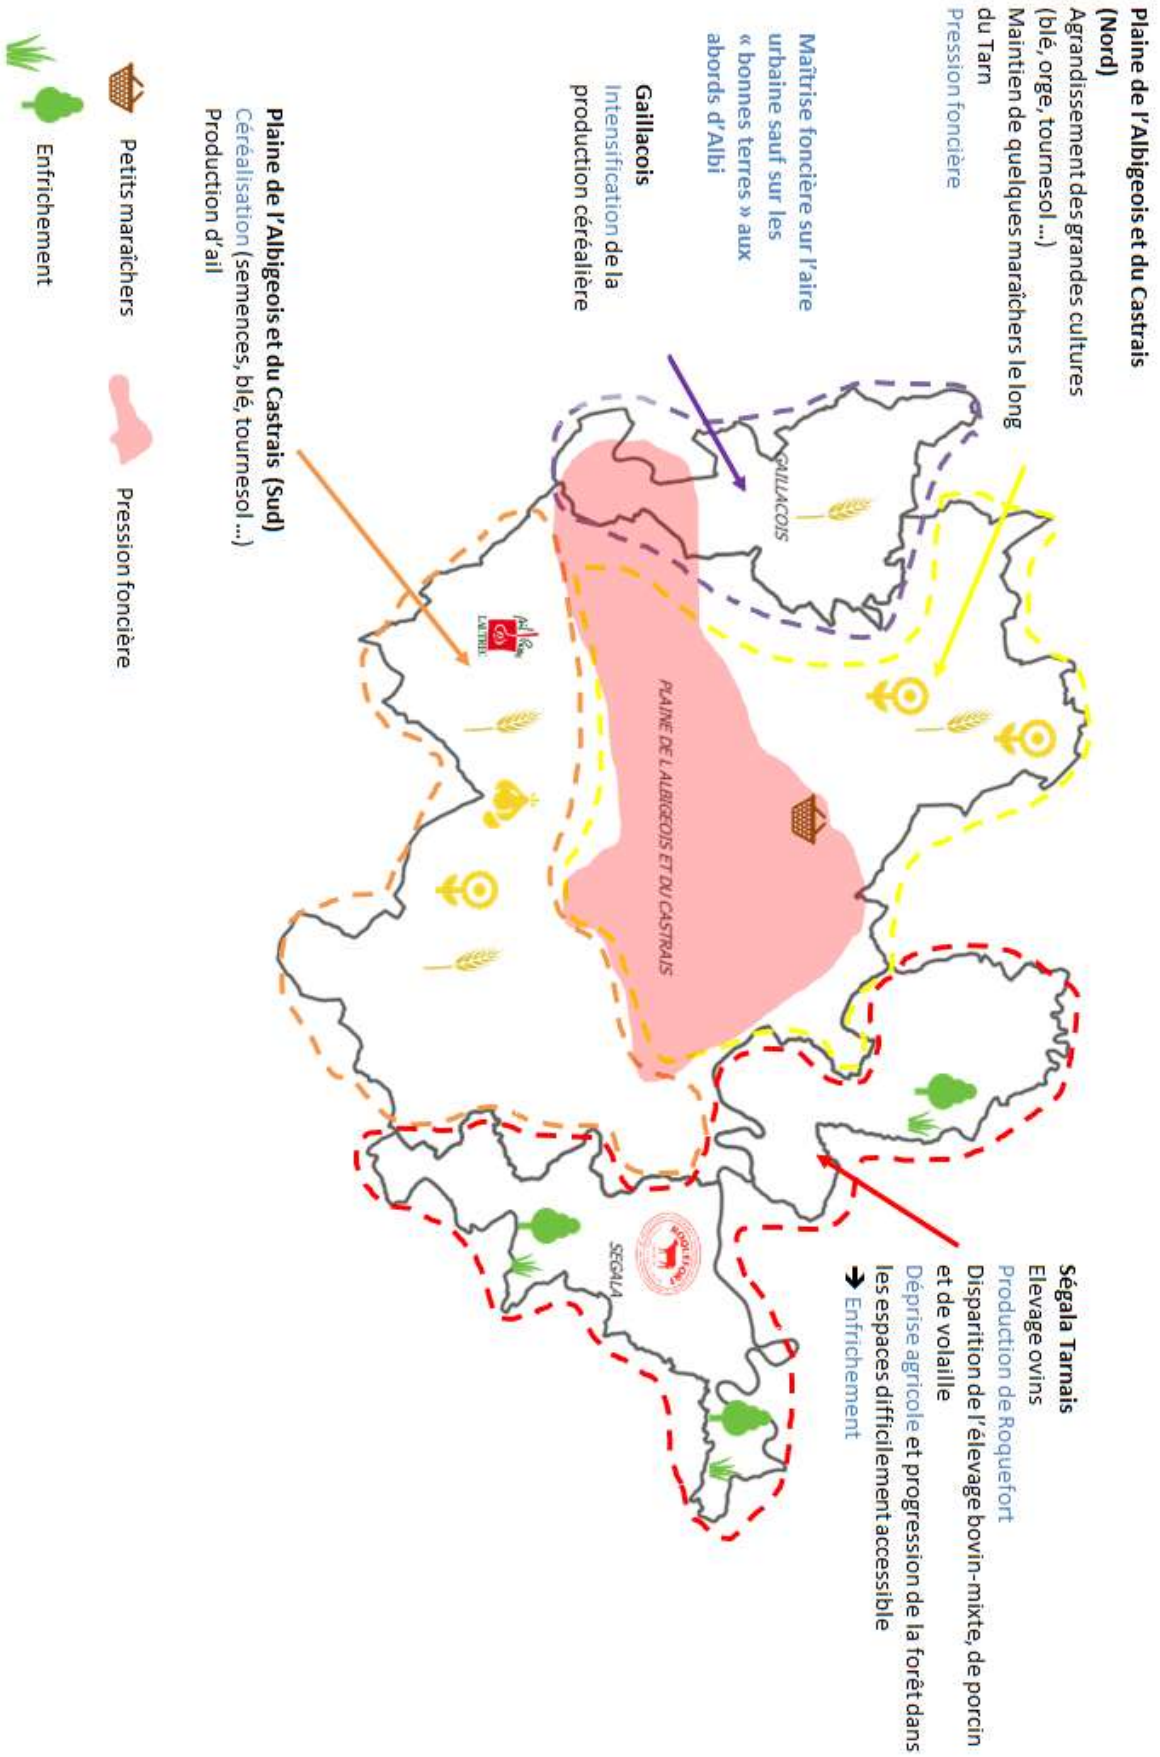 Plaine de l'Albigeois et du Castrais
(Nord)
Agrandissement des grandes cultures
(blé, orge, tournesol ...)
Maintien de quelques maraîchers le long
du Tarn
Pression foncière
Maîtrise foncière sur l'aire
urbaine sauf sur les
« bonnes terres » aux
abords d'Albi
Gaillacois
Intensification de la
production céréalière
Plaine de l'Albigeois et du Castrais (Sud)
Céréalisation (semences, blé, tournesol ...)
Production d'ail
GAILLACOIS
PLAINE DE L ALBIGEOIS ET DU CASTRAIS
LAUTREC
SEGALA
ROQUEFORT
Ségala Tarnais
Elevage ovins
Production de Roquefort
Disparition de l'élevage bovin-mixte, de porcin
et de volaille
Déprise agricole et progression de la forêt dans
les espaces difficilement accessible
➔ Enfrichement
Petits maraîchers
Pression foncière
Enfrichement